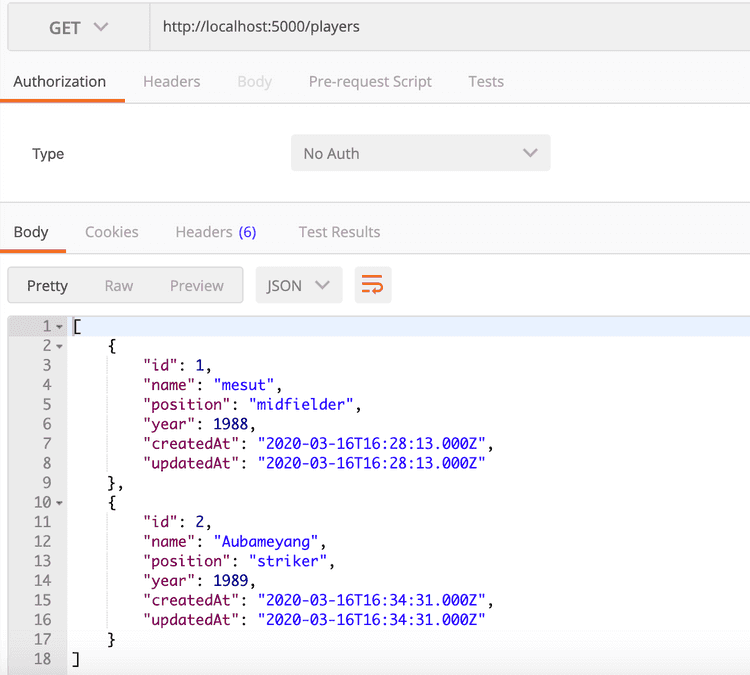 GET http://localhost:5000/players
Authorization Headers Body Pre-request Script Tests
Type No Auth
Body Cookies Headers (6) Test Results
Pretty Raw Preview JSON
1 [
2 {
3 "id": 1,
4 "name": "mesut",
5 "position": "midfielder",
6 "year": 1988,
7 "createdAt": "2020-03-16T16:28:13.000Z",
8 "updatedAt": "2020-03-16T16:28:13.000Z"
9 },
10 {
11 "id": 2,
12 "name": "Aubameyang",
13 "position": "striker",
14 "year": 1989,
15 "createdAt": "2020-03-16T16:34:31.000Z",
16 "updatedAt": "2020-03-16T16:34:31.000Z"
17 }
18 ]